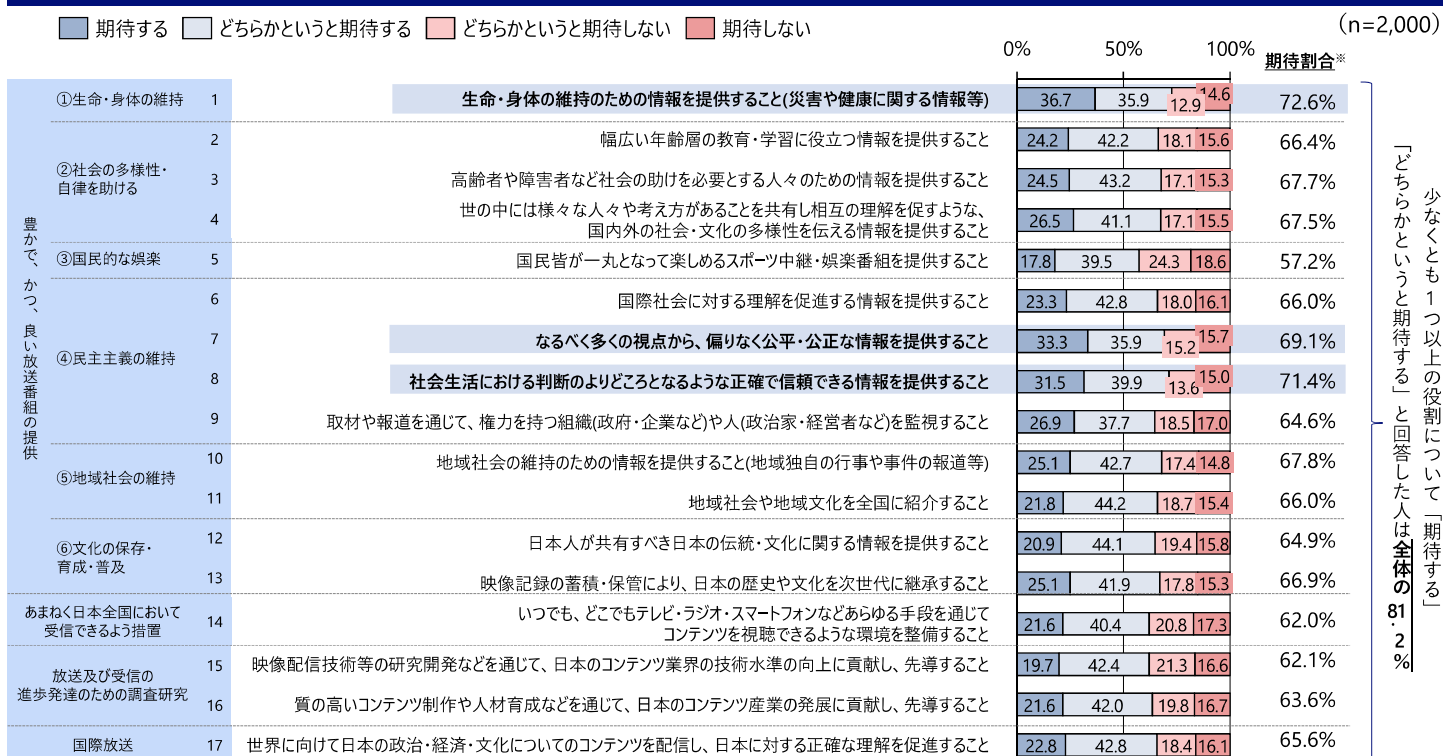 期待する どちらかというと期待する どちらかというと期待しない 期待しない
(n=2,000)
0% 50% 100% 期待割合※
豊かで、かつ、良い放送番組の提供
①生命・身体の維持 1 生命・身体の維持のための情報を提供すること(災害や健康に関する情報等) 36.7 35.9 12.9 14.6 72.6%
②社会の多様性・
自律を助ける
2 幅広い年齢層の教育・学習に役立つ情報を提供すること 24.2 42.2 18.1 15.6 66.4%
3 高齢者や障害者など社会の助けを必要とする人々のための情報を提供すること 24.5 43.2 17.1 15.3 67.7%
4 世の中には様々な人々や考え方があることを共有し相互の理解を促すような、
国内外の社会・文化の多様性を伝える情報を提供すること 26.5 41.1 17.1 15.5 67.5%
③国民的な娯楽 5 国民皆が一丸となって楽しめるスポーツ中継・娯楽番組を提供すること 17.8 39.5 24.3 18.6 57.2%
④民主主義の維持
6 国際社会に対する理解を促進する情報を提供すること 23.3 42.8 18.0 16.1 66.0%
7 なるべく多くの視点から、偏りなく公平・公正な情報を提供すること 33.3 35.9 15.2 15.7 69.1%
8 社会生活における判断のよりどころとなるような正確で信頼できる情報を提供すること 31.5 39.9 13.6 15.0 71.4%
9 取材や報道を通じて、権力を持つ組織(政府・企業など)や人(政治家・経営者など)を監視すること 26.9 37.7 18.5 17.0 64.6%
⑤地域社会の維持
10 地域社会の維持のための情報を提供すること(地域独自の行事や事件の報道等) 25.1 42.7 17.4 14.8 67.8%
11 地域社会や地域文化を全国に紹介すること 21.8 44.2 18.7 15.4 66.0%
⑥文化の保存・
育成・普及
12 日本人が共有すべき日本の伝統・文化に関する情報を提供すること 20.9 44.1 19.4 15.8 64.9%
13 映像記録の蓄積・保管により、日本の歴史や文化を次世代に継承すること 25.1 41.9 17.8 15.3 66.9%
あまねく日本全国において
受信できるよう措置
14 いつでも、どこでもテレビ・ラジオ・スマートフォンなどあらゆる手段を通じて
コンテンツを視聴できるような環境を整備すること 21.6 40.4 20.8 17.3 62.0%
放送及び受信の
進歩発達のための調査研究
15 映像配信技術等の研究開発などを通じて、日本のコンテンツ業界の技術水準の向上に貢献し、先導すること 19.7 42.4 21.3 16.6 62.1%
16 質の高いコンテンツ制作や人材育成などを通じて、日本のコンテンツ産業の発展に貢献し、先導すること 21.6 42.0 19.8 16.7 63.6%
国際放送 17 世界に向けて日本の政治・経済・文化についてのコンテンツを配信し、日本に対する正確な理解を促進すること 22.8 42.8 18.4 16.1 65.6%
少なくとも1つ以上の役割について「期待する」
「どちらかというと期待する」と回答した人は全体の81.2%